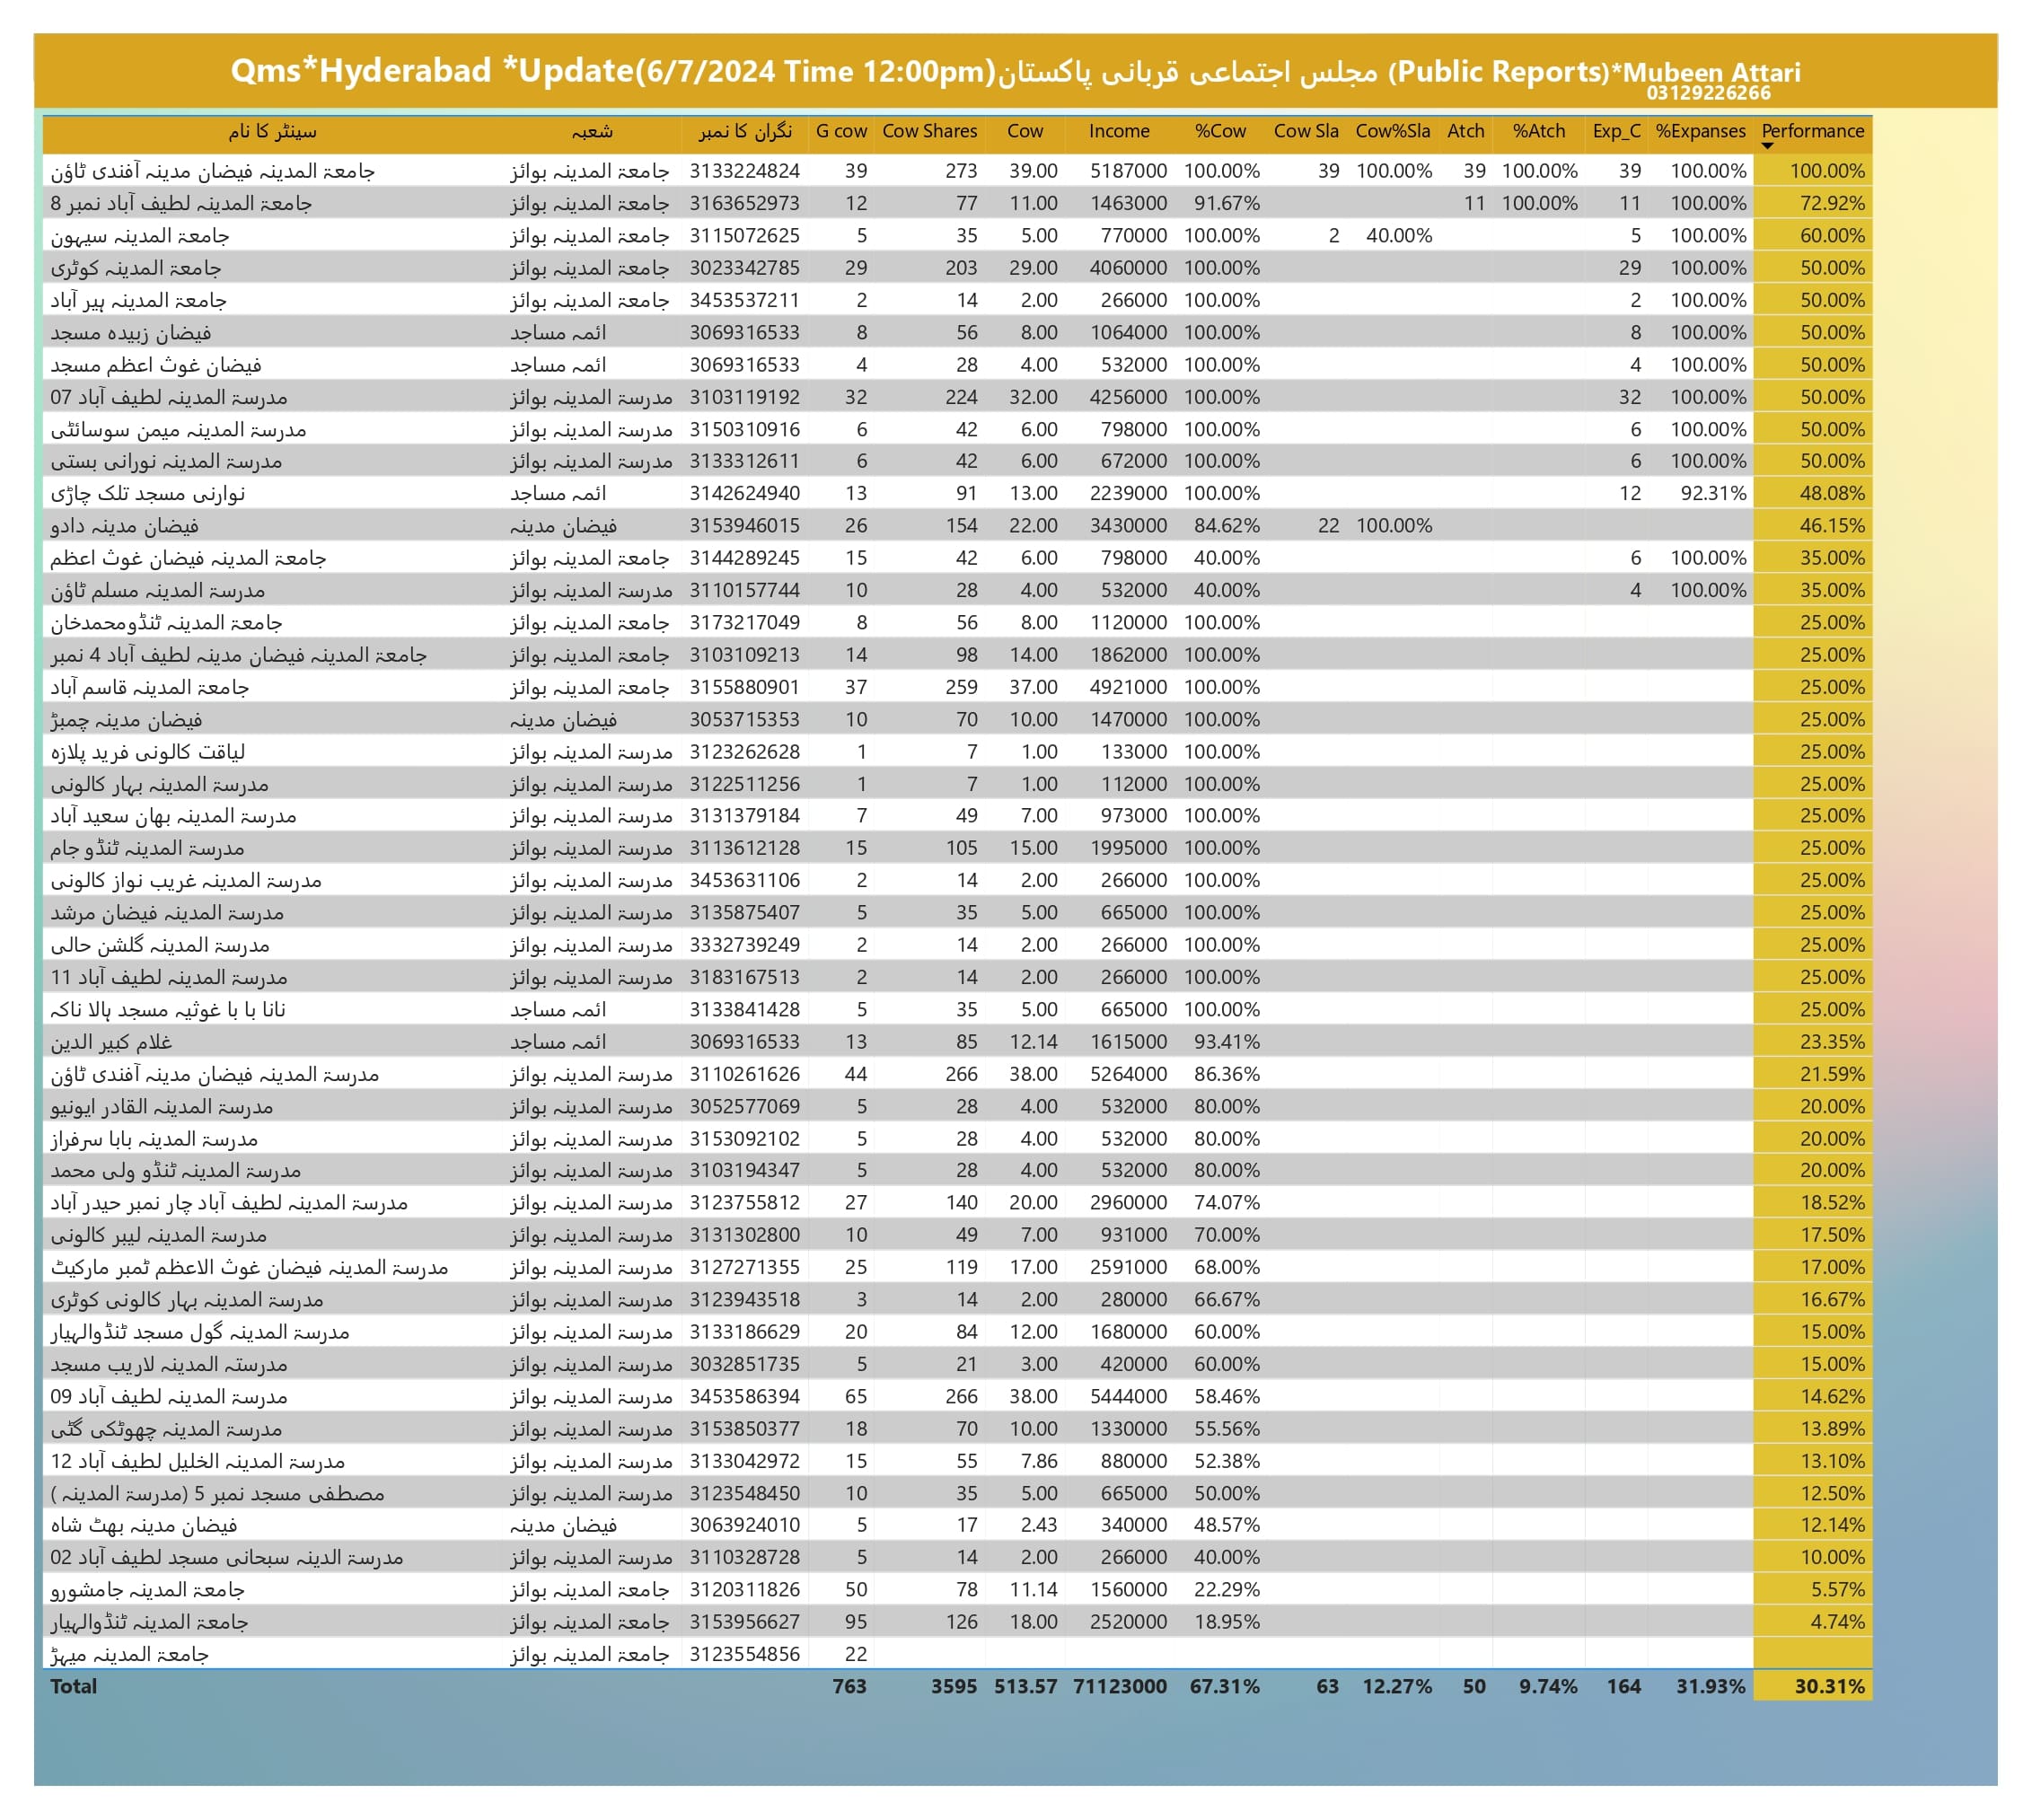 Qms*Hyderabad *Update(6/7/2024 Time 12:00pm)مجلس اجتماعی قربانی پاکستان (Public Reports)*Mubeen Attari
03129226266
سینٹر کا نام شعبہ نگران کا نمبر G cow Cow Shares Cow Income %Cow Cow Sla Cow%Sla Atch %Atch Exp_C %Expanses Performance
جامعۃ المدینہ فیضان مدینہ آفندی ٹاؤن جامعۃ المدینہ بوائز 3133224824 39 273 39.00 5187000 100.00% 39 100.00% 39 100.00% 39 100.00% 100.00%
جامعۃ المدینہ لطیف آباد نمبر 8 جامعۃ المدینہ بوائز 3163652973 12 77 11.00 1463000 91.67% 11 100.00% 11 100.00% 72.92%
جامعۃ المدینہ سیہون جامعۃ المدینہ بوائز 3115072625 5 35 5.00 770000 100.00% 2 40.00% 5 100.00% 60.00%
جامعۃ المدینہ کوٹری جامعۃ المدینہ بوائز 3023342785 29 203 29.00 4060000 100.00% 29 100.00% 50.00%
جامعۃ المدینہ ہیر آباد جامعۃ المدینہ بوائز 3453537211 2 14 2.00 266000 100.00% 2 100.00% 50.00%
فیضان زبیدہ مسجد ائمہ مساجد 3069316533 8 56 8.00 1064000 100.00% 8 100.00% 50.00%
فیضان غوث اعظم مسجد ائمہ مساجد 3069316533 4 28 4.00 532000 100.00% 4 100.00% 50.00%
مدرسۃ المدینہ لطیف آباد 07 مدرسۃ المدینہ بوائز 3103119192 32 224 32.00 4256000 100.00% 32 100.00% 50.00%
مدرسۃ المدینہ میمن سوسائٹی مدرسۃ المدینہ بوائز 3150310916 6 42 6.00 798000 100.00% 6 100.00% 50.00%
مدرسۃ المدینہ نورانی بستی مدرسۃ المدینہ بوائز 3133312611 6 42 6.00 672000 100.00% 6 100.00% 50.00%
نوارنی مسجد تلک چاڑی ائمہ مساجد 3142624940 13 91 13.00 2239000 100.00% 12 92.31% 48.08%
فیضان مدینہ دادو فیضان مدینہ 3153946015 26 154 22.00 3430000 84.62% 22 100.00% 46.15%
جامعۃ المدینہ فیضان غوث اعظم جامعۃ المدینہ بوائز 3144289245 15 42 6.00 798000 40.00% 6 100.00% 35.00%
مدرسۃ المدینہ مسلم ٹاؤن مدرسۃ المدینہ بوائز 3110157744 10 28 4.00 532000 40.00% 4 100.00% 35.00%
جامعۃ المدینہ ٹنڈومحمدخان جامعۃ المدینہ بوائز 3173217049 8 56 8.00 1120000 100.00% 25.00%
جامعۃ المدینہ فیضان مدینہ لطیف آباد 4 نمبر جامعۃ المدینہ بوائز 3103109213 14 98 14.00 1862000 100.00% 25.00%
جامعۃ المدینہ قاسم آباد جامعۃ المدینہ بوائز 3155880901 37 259 37.00 4921000 100.00% 25.00%
فیضان مدینہ چمبڑ فیضان مدینہ 3053715353 10 70 10.00 1470000 100.00% 25.00%
لیاقت کالونی فرید پلازہ مدرسۃ المدینہ بوائز 3123262628 1 7 1.00 133000 100.00% 25.00%
مدرسۃ المدینہ بہار کالونی مدرسۃ المدینہ بوائز 3122511256 1 7 1.00 112000 100.00% 25.00%
مدرسۃ المدینہ بھان سعید آباد مدرسۃ المدینہ بوائز 3131379184 7 49 7.00 973000 100.00% 25.00%
مدرسۃ المدینہ ٹنڈو جام مدرسۃ المدینہ بوائز 3113612128 15 105 15.00 1995000 100.00% 25.00%
مدرسۃ المدینہ غریب نواز کالونی مدرسۃ المدینہ بوائز 3453631106 2 14 2.00 266000 100.00% 25.00%
مدرسۃ المدینہ فیضان مرشد مدرسۃ المدینہ بوائز 3135875407 5 35 5.00 665000 100.00% 25.00%
مدرسۃ المدینہ گلشن حالی مدرسۃ المدینہ بوائز 3332739249 2 14 2.00 266000 100.00% 25.00%
مدرسۃ المدینہ لطیف آباد 11 مدرسۃ المدینہ بوائز 3183167513 2 14 2.00 266000 100.00% 25.00%
نانا با با غوثیہ مسجد ہالا ناکہ ائمہ مساجد 3133841428 5 35 5.00 665000 100.00% 25.00%
غلام کبیر الدین ائمہ مساجد 3069316533 13 85 12.14 1615000 93.41% 23.35%
مدرسۃ المدینہ فیضان مدینہ آفندی ٹاؤن مدرسۃ المدینہ بوائز 3110261626 44 266 38.00 5264000 86.36% 21.59%
مدرسۃ المدینہ القادر ایونیو مدرسۃ المدینہ بوائز 3052577069 5 28 4.00 532000 80.00% 20.00%
مدرسۃ المدینہ بابا سرفراز مدرسۃ المدینہ بوائز 3153092102 5 28 4.00 532000 80.00% 20.00%
مدرسۃ المدینہ ٹنڈو ولی محمد مدرسۃ المدینہ بوائز 3103194347 5 28 4.00 532000 80.00% 20.00%
مدرسۃ المدینہ لطیف آباد چار نمبر حیدر آباد مدرسۃ المدینہ بوائز 3123755812 27 140 20.00 2960000 74.07% 18.52%
مدرسۃ المدینہ لیبر کالونی مدرسۃ المدینہ بوائز 3131302800 10 49 7.00 931000 70.00% 17.50%
مدرسۃ المدینہ فیضان غوث الاعظم ٹمبر مارکیٹ مدرسۃ المدینہ بوائز 3127271355 25 119 17.00 2591000 68.00% 17.00%
مدرسۃ المدینہ بہار کالونی کوٹری مدرسۃ المدینہ بوائز 3123943518 3 14 2.00 280000 66.67% 16.67%
مدرسۃ المدینہ گول مسجد ٹنڈوالہیار مدرسۃ المدینہ بوائز 3133186629 20 84 12.00 1680000 60.00% 15.00%
مدرستہ المدینہ لاریب مسجد مدرسۃ المدینہ بوائز 3032851735 5 21 3.00 420000 60.00% 15.00%
مدرسۃ المدینہ لطیف آباد 09 مدرسۃ المدینہ بوائز 3453586394 65 266 38.00 5444000 58.46% 14.62%
مدرسۃ المدینہ چھوٹکی گٹی مدرسۃ المدینہ بوائز 3153850377 18 70 10.00 1330000 55.56% 13.89%
مدرسۃ المدینہ الخلیل لطیف آباد 12 مدرسۃ المدینہ بوائز 3133042972 15 55 7.86 880000 52.38% 13.10%
مصطفی مسجد نمبر 5 (مدرسۃ المدینہ ) مدرسۃ المدینہ بوائز 3123548450 10 35 5.00 665000 50.00% 12.50%
فیضان مدینہ بھٹ شاہ فیضان مدینہ 3063924010 5 17 2.43 340000 48.57% 12.14%
مدرسۃ الدینہ سبحانی مسجد لطیف آباد 02 مدرسۃ المدینہ بوائز 3110328728 5 14 2.00 266000 40.00% 10.00%
جامعۃ المدینہ جامشورو جامعۃ المدینہ بوائز 3120311826 50 78 11.14 1560000 22.29% 5.57%
جامعۃ المدینہ ٹنڈوالہیار جامعۃ المدینہ بوائز 3153956627 95 126 18.00 2520000 18.95% 4.74%
جامعۃ المدینہ میہڑ جامعۃ المدینہ بوائز 3123554856 22
Total 763 3595 513.57 71123000 67.31% 63 12.27% 50 9.74% 164 31.93% 30.31%